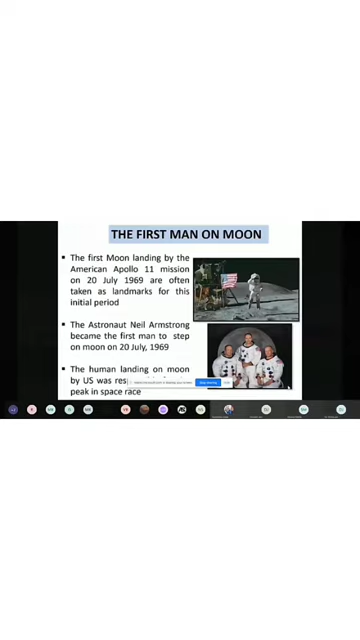 THE FIRST MAN ON MOON
The first Moon landing by the
American Apollo 11 mission
on 20 July 1969 are often
taken as landmarks for this
initial period
The Astronaut Neil Armstrong
became the first man to step
on moon on 20 July, 1969
The human landing on moon
by US was
Stop sharing
peak in space race